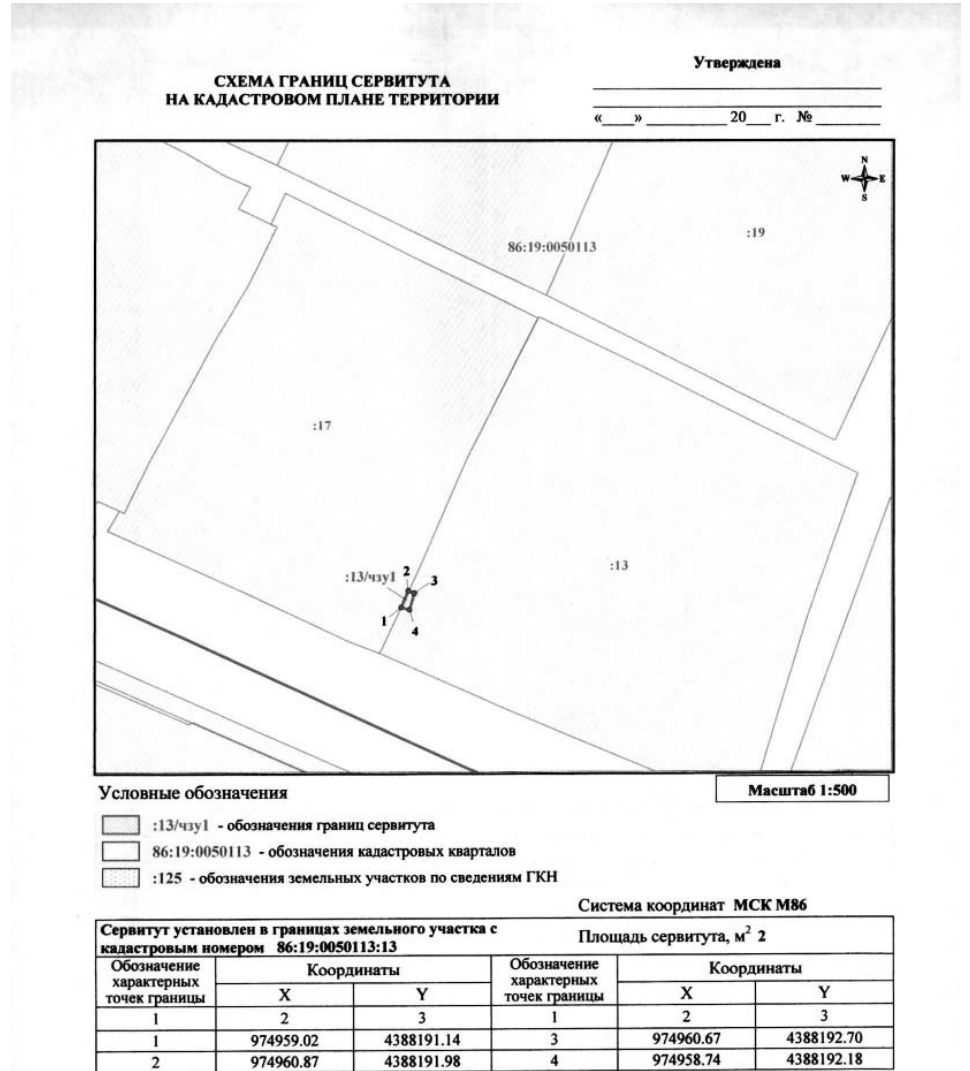 Утверждена
СХЕМА ГРАНИЦ СЕРВИТУТА
НА КАДАСТРОВОМ ПЛАНЕ ТЕРРИТОРИИ
«____» _________ 20___ г. № _______
N
W E
S
:19
86:19:0050113
:17
:13
:13/чзу1
2
3
1
4
Условные обозначения
Масштаб 1:500
:13/чзу1 - обозначения границ сервитута
86:19:0050113 - обозначения кадастровых кварталов
:125 - обозначения земельных участков по сведениям ГКН
Система координат МСК М86
Сервитут установлен в границах земельного участка с
кадастровым номером 86:19:0050113:13
Площадь сервитута, м² 2
Обозначение
характерных
точек границы
Координаты
Обозначение
характерных
точек границы
Координаты
X Y X Y
1 2 3 1 2 3
1 974959.02 4388191.14 3 974960.67 4388192.70
2 974960.87 4388191.98 4 974958.74 4388192.18